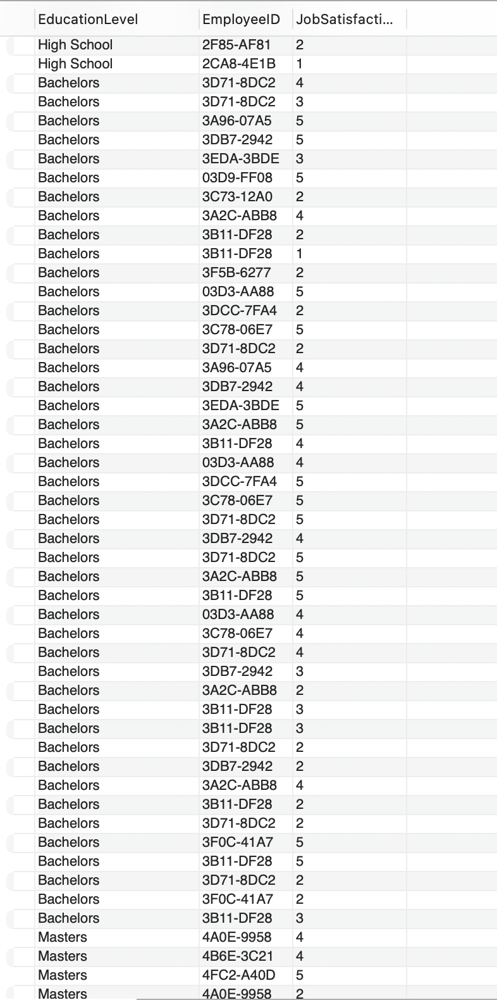 EducationLevel EmployeeID JobSatisfacti...
High School 2F85-AF81 2
High School 2CA8-4E1B 1
Bachelors 3D71-8DC2 4
Bachelors 3D71-8DC2 3
Bachelors 3A96-07A5 5
Bachelors 3DB7-2942 5
Bachelors 3EDA-3BDE 3
Bachelors 03D9-FF08 5
Bachelors 3C73-12A0 2
Bachelors 3A2C-ABB8 4
Bachelors 3B11-DF28 2
Bachelors 3B11-DF28 1
Bachelors 3F5B-6277 2
Bachelors 03D3-AA88 5
Bachelors 3DCC-7FA4 2
Bachelors 3C78-06E7 5
Bachelors 3D71-8DC2 2
Bachelors 3A96-07A5 4
Bachelors 3DB7-2942 4
Bachelors 3EDA-3BDE 5
Bachelors 3A2C-ABB8 5
Bachelors 3B11-DF28 4
Bachelors 03D3-AA88 4
Bachelors 3DCC-7FA4 5
Bachelors 3C78-06E7 5
Bachelors 3D71-8DC2 5
Bachelors 3DB7-2942 4
Bachelors 3D71-8DC2 5
Bachelors 3A2C-ABB8 5
Bachelors 3B11-DF28 5
Bachelors 03D3-AA88 4
Bachelors 3C78-06E7 4
Bachelors 3D71-8DC2 4
Bachelors 3DB7-2942 3
Bachelors 3A2C-ABB8 2
Bachelors 3B11-DF28 3
Bachelors 3B11-DF28 3
Bachelors 3D71-8DC2 2
Bachelors 3DB7-2942 2
Bachelors 3A2C-ABB8 4
Bachelors 3B11-DF28 2
Bachelors 3D71-8DC2 2
Bachelors 3F0C-41A7 5
Bachelors 3B11-DF28 5
Bachelors 3D71-8DC2 2
Bachelors 3F0C-41A7 2
Bachelors 3B11-DF28 3
Masters 4A0E-9958 4
Masters 4B6E-3C21 4
Masters 4FC2-A40D 5
Masters 4A0E-9958 2